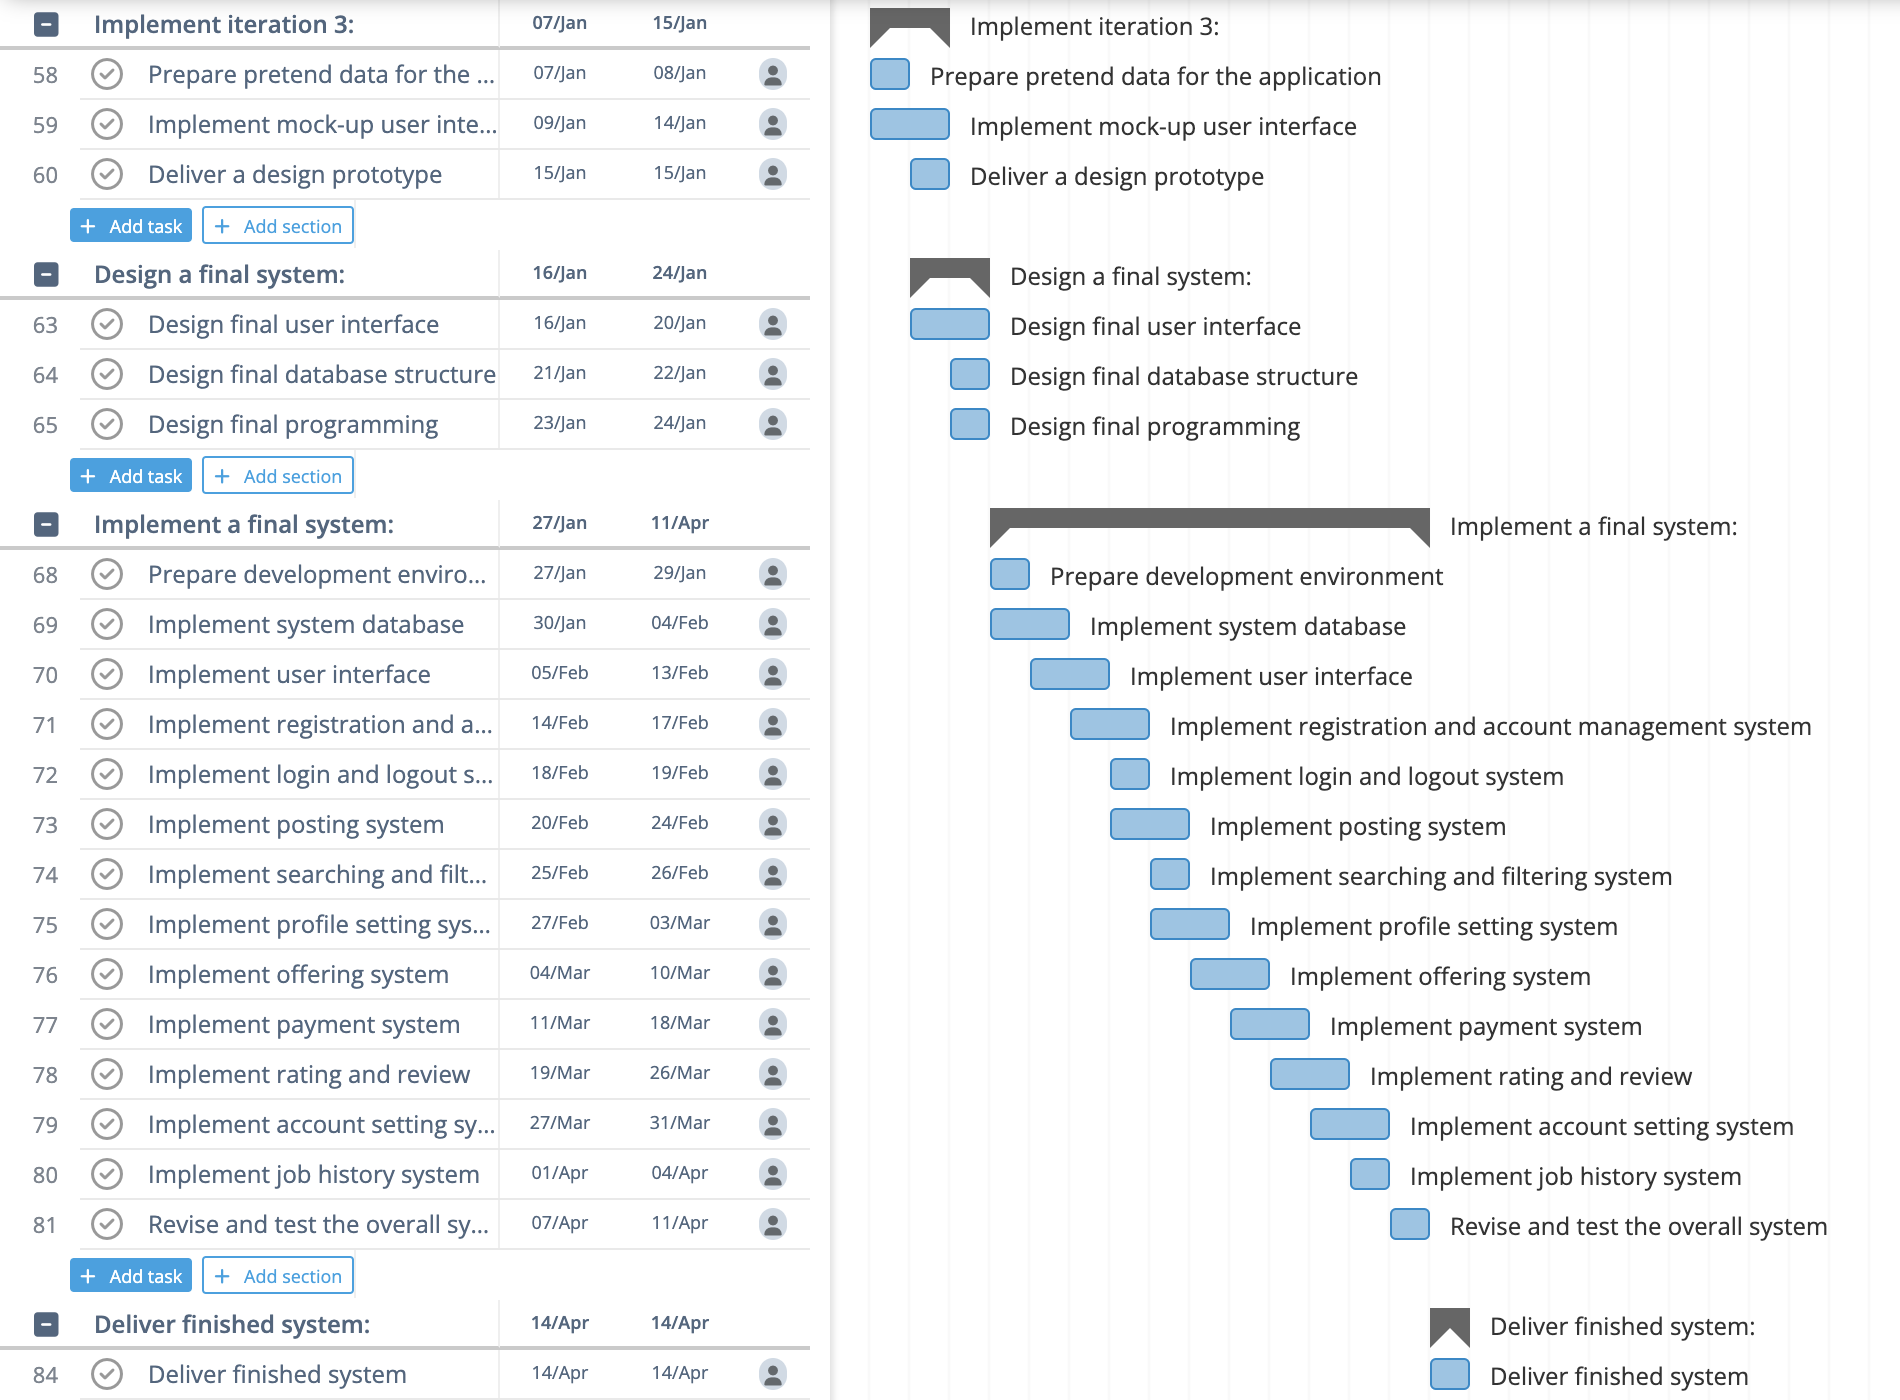 Implement iteration 3: 07/Jan 15/Jan Implement iteration 3:
58 Prepare pretend data for the ... 07/Jan 08/Jan Prepare pretend data for the application
59 Implement mock-up user inte... 09/Jan 14/Jan Implement mock-up user interface
60 Deliver a design prototype 15/Jan 15/Jan Deliver a design prototype
+ Add task + Add section
Design a final system: 16/Jan 24/Jan Design a final system:
63 Design final user interface 16/Jan 20/Jan Design final user interface
64 Design final database structure 21/Jan 22/Jan Design final database structure
65 Design final programming 23/Jan 24/Jan Design final programming
+ Add task + Add section
Implement a final system: 27/Jan 11/Apr Implement a final system:
68 Prepare development enviro... 27/Jan 29/Jan Prepare development environment
69 Implement system database 30/Jan 04/Feb Implement system database
70 Implement user interface 05/Feb 13/Feb Implement user interface
71 Implement registration and a... 14/Feb 17/Feb Implement registration and account management system
72 Implement login and logout s... 18/Feb 19/Feb Implement login and logout system
73 Implement posting system 20/Feb 24/Feb Implement posting system
74 Implement searching and filt... 25/Feb 26/Feb Implement searching and filtering system
75 Implement profile setting sys... 27/Feb 03/Mar Implement profile setting system
76 Implement offering system 04/Mar 10/Mar Implement offering system
77 Implement payment system 11/Mar 18/Mar Implement payment system
78 Implement rating and review 19/Mar 26/Mar Implement rating and review
79 Implement account setting sy... 27/Mar 31/Mar Implement account setting system
80 Implement job history system 01/Apr 04/Apr Implement job history system
81 Revise and test the overall sy... 07/Apr 11/Apr Revise and test the overall system
+ Add task + Add section
Deliver finished system: 14/Apr 14/Apr Deliver finished system:
84 Deliver finished system 14/Apr 14/Apr Deliver finished system